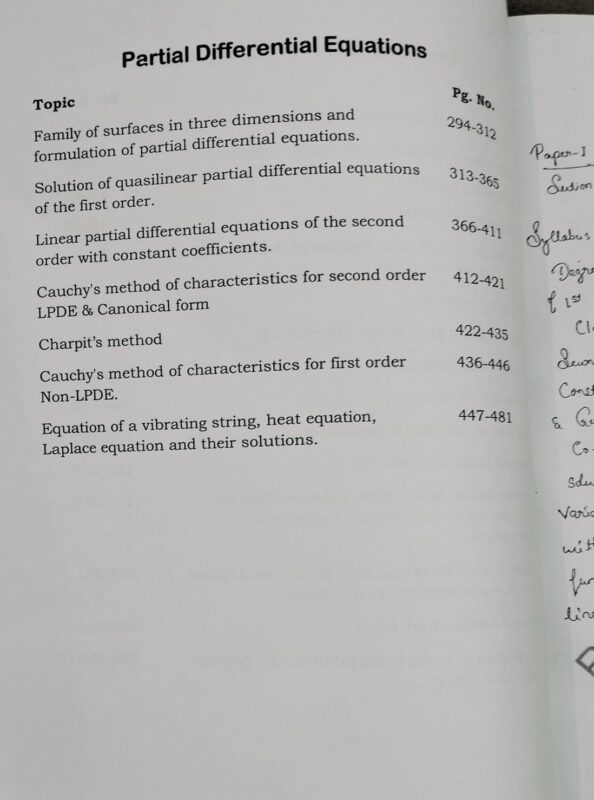 Partial Differential Equations
Topic
Pg. No.
Family of surfaces in three dimensions and
formulation of partial differential equations.
294-312
Solution of quasilinear partial differential equations
of the first order.
313-365
Linear partial differential equations of the second
order with constant coefficients.
366-411
Cauchy's method of characteristics for second order
LPDE & Canonical form
412-421
Charpit's method
422-435
Cauchy's method of characteristics for first order
Non-LPDE.
436-446
Equation of a vibrating string, heat equation,
Laplace equation and their solutions.
447-481
Paper-I
Section
Syllabus
1st
&
with